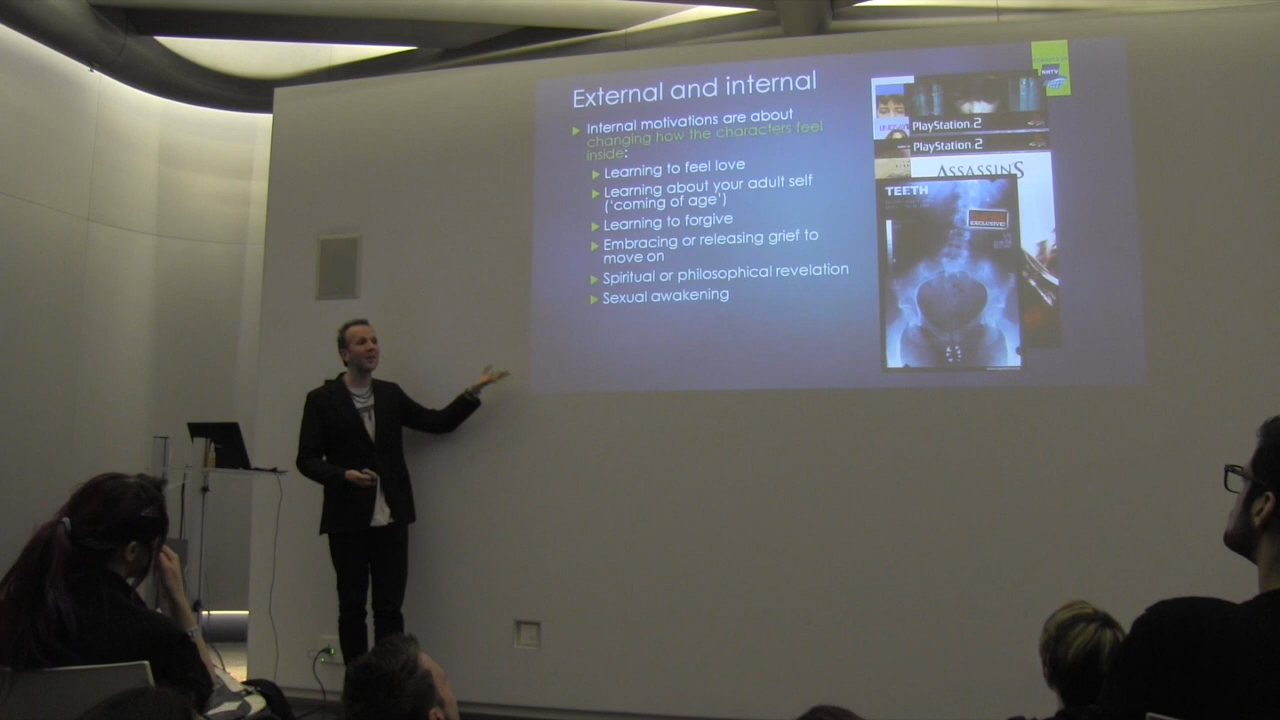 External and internal
Internal motivations are about
changing how the characters feel
inside:
Learning to feel love
Learning about your adult self
('coming of age')
Learning to forgive
Embracing or releasing grief to
move on
Spiritual or philosophical revelation
Sexual awakening
NHTV
PlayStation.2
PlayStation.2
ASSASSIN'S
TEETH
EXCLUSIVE!